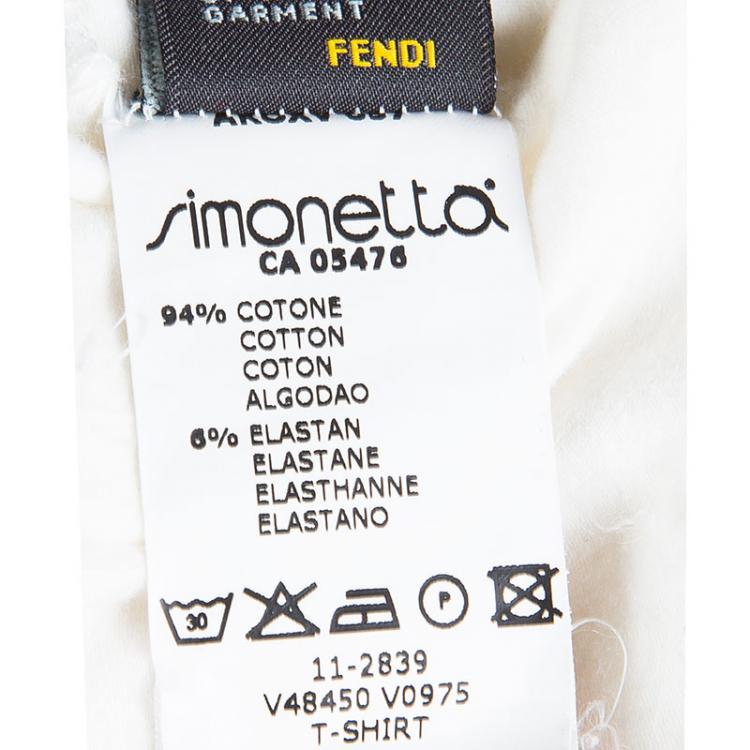 GARMENT
FENDI
simonetta
CA 05476
94% COTONE
COTTON
COTON
ALGODAO
6% ELASTAN
ELASTANE
ELASTHANNE
ELASTANO
30
P
11-2839
V48450 V0975
T-SHIRT